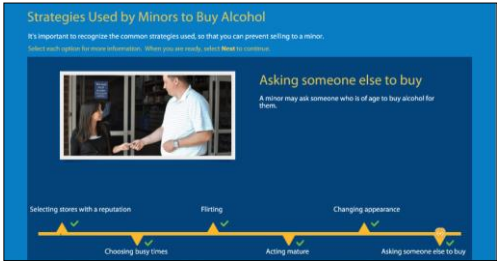 Strategies Used by Minors to Buy Alcohol
It's important to recognize the common strategies used, so that you can prevent selling to a minor.
Select each option for more information. When you are ready, select Next to continue.
Asking someone else to buy
A minor may ask someone who is of age to buy alcohol for
them.
Selecting stores with a reputation
Flirting
Changing appearance
Choosing busy times
Acting mature
Asking someone else to buy